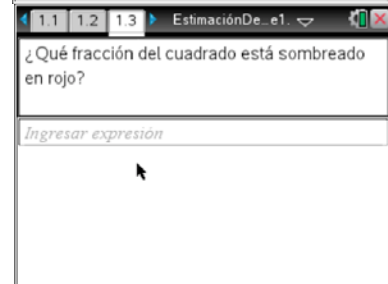 1.1 1.2 1.3 EstimaciónDe…e1.
¿Qué fracción del cuadrado está sombreado
en rojo?
Ingresar expresión